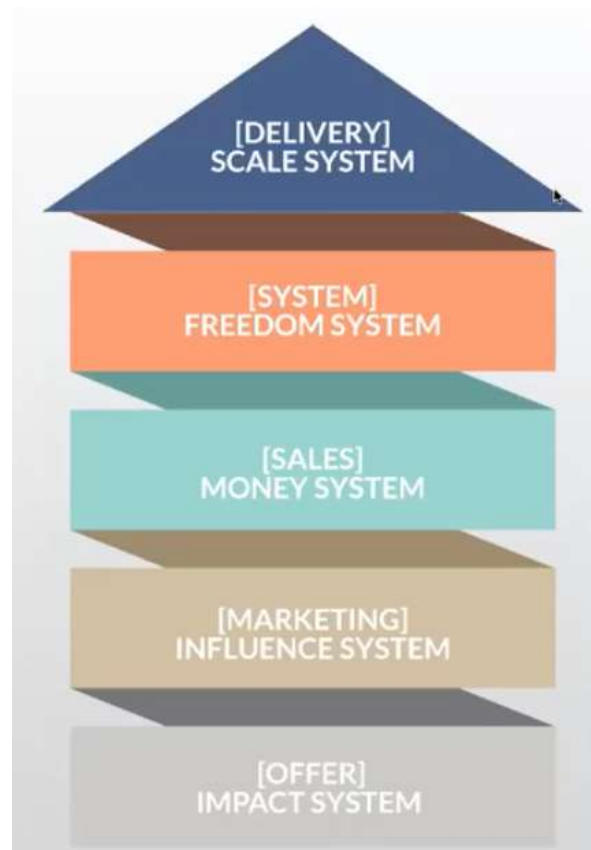 [DELIVERY]
SCALE SYSTEM
[SYSTEM]
FREEDOM SYSTEM
[SALES]
MONEY SYSTEM
[MARKETING]
INFLUENCE SYSTEM
[OFFER]
IMPACT SYSTEM